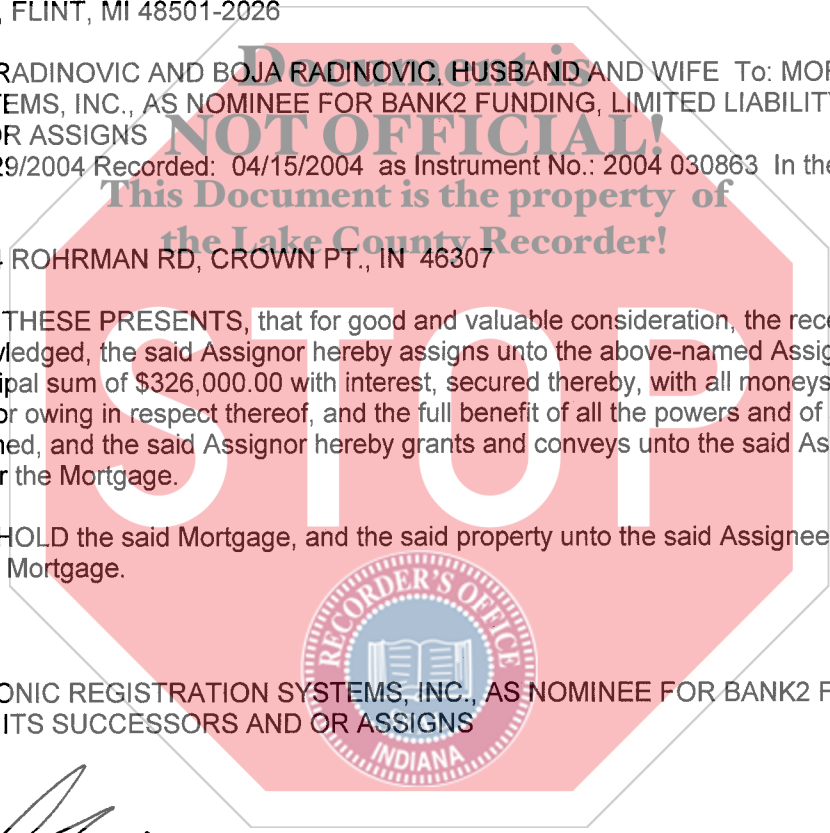 , FLINT, MI 48501-2026
Document is
RADINOVIC AND BOJA RADINOVIC, HUSBAND AND WIFE To: MOR
TEMS, INC., AS NOMINEE FOR BANK2 FUNDING, LIMITED LIABILITY
OR ASSIGNS
NOT OFFICIAL!
29/2004 Recorded: 04/15/2004 as Instrument No.: 2004 030863 In the
This Document is the property of
the Lake County Recorder!
4 ROHRMAN RD, CROWN PT., IN 46307
THESE PRESENTS, that for good and valuable consideration, the rece
vledged, the said Assignor hereby assigns unto the above-named Assig
ipal sum of $326,000.00 with interest, secured thereby, with all moneys
or owing in respect thereof, and the full benefit of all the powers and of
ned, and the said Assignor hereby grants and conveys unto the said As
r the Mortgage.
STOP
HOLD the said Mortgage, and the said property unto the said Assignee
Mortgage.
RECORDER'S OFFICE
ONIC REGISTRATION SYSTEMS, INC., AS NOMINEE FOR BANK2 F
ITS SUCCESSORS AND OR ASSIGNS
INDIANA